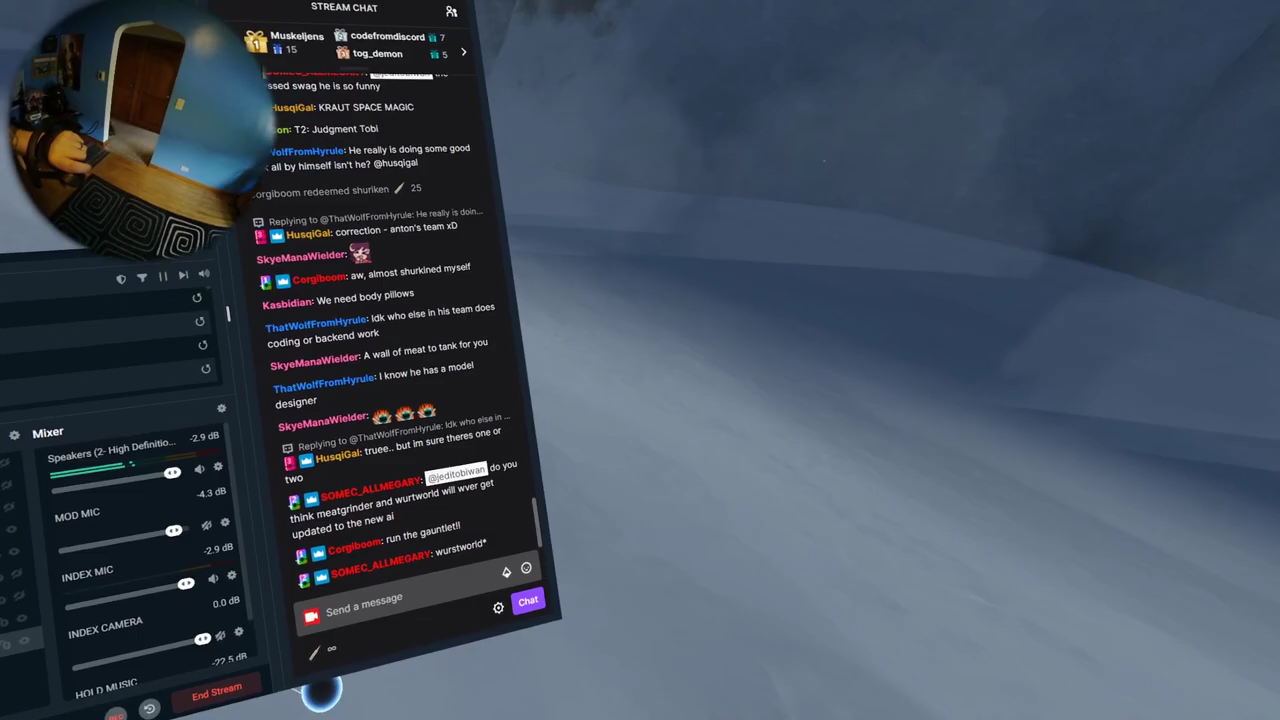 STREAM CHAT
Muskeljens
15
codefromdiscord 7
tog_demon 5
@jeditobiwan
ssed swag he is so funny
HusqiGal: KRAUT SPACE MAGIC
on: T2: Judgment Tobi
WolfFromHyrule: He really is doing some good
k all by himself isn't he? @husqigal
orgiboom redeemed shuriken 25
Replying to @ThatWolfFromHyrule: He really is doin...
HusqiGal: correction - anton's team xD
SkyeManaWielder:
Corgiboom: aw, almost shurkined myself
Kasbidian: We need body pillows
ThatWolfFromHyrule: Idk who else in his team does
coding or backend work
SkyeManaWielder: A wall of meat to tank for you
ThatWolfFromHyrule: I know he has a model
designer
SkyeManaWielder:
Replying to @ThatWolfFromHyrule: Idk who else in ...
HusqiGal: truee.. but im sure theres one or
two
SOMEC_ALLMEGARY: @jeditobiwan do you
think meatgrinder and wurtworld will wver get
updated to the new ai
Corgiboom: run the gauntlet!!
SOMEC_ALLMEGARY: wurstworld*
Send a message
Chat
Mixer
Speakers (2- High Definitio... -2.9 dB
MOD MIC -4.3 dB
INDEX MIC -2.9 dB
INDEX CAMERA 0.0 dB
HOLD MUSIC -22.5 dB
REC
End Stream